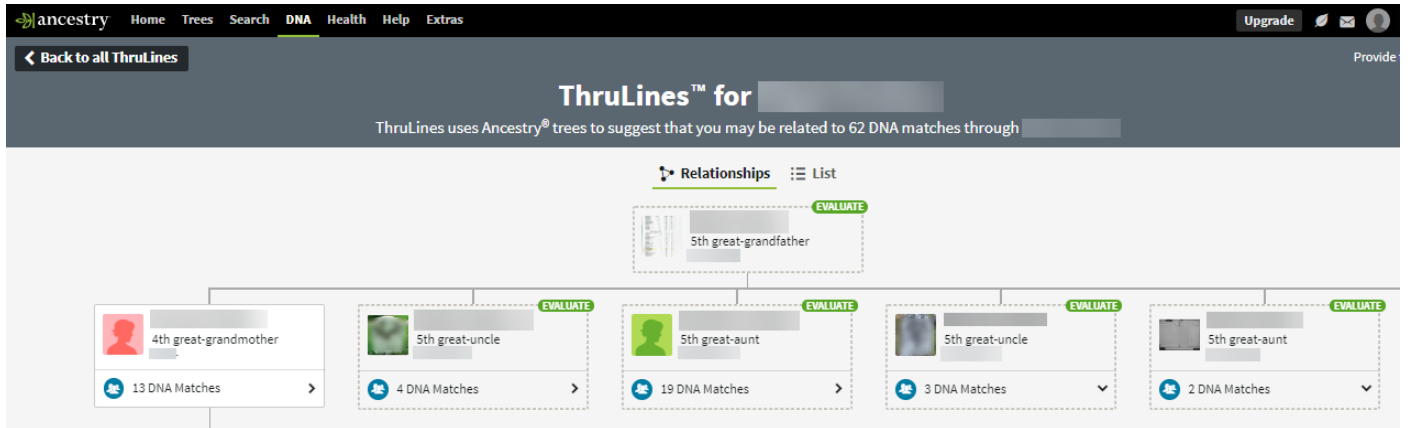 ancestry Home Trees Search DNA Health Help Extras Upgrade
Back to all ThruLines
Provide
ThruLines™ for
ThruLines uses Ancestry® trees to suggest that you may be related to 62 DNA matches through
Relationships List
EVALUATE
5th great-grandfather
EVALUATE EVALUATE EVALUATE EVALUATE
4th great-grandmother 5th great-uncle 5th great-aunt 5th great-uncle 5th great-aunt
13 DNA Matches 4 DNA Matches 19 DNA Matches 3 DNA Matches 2 DNA Matches